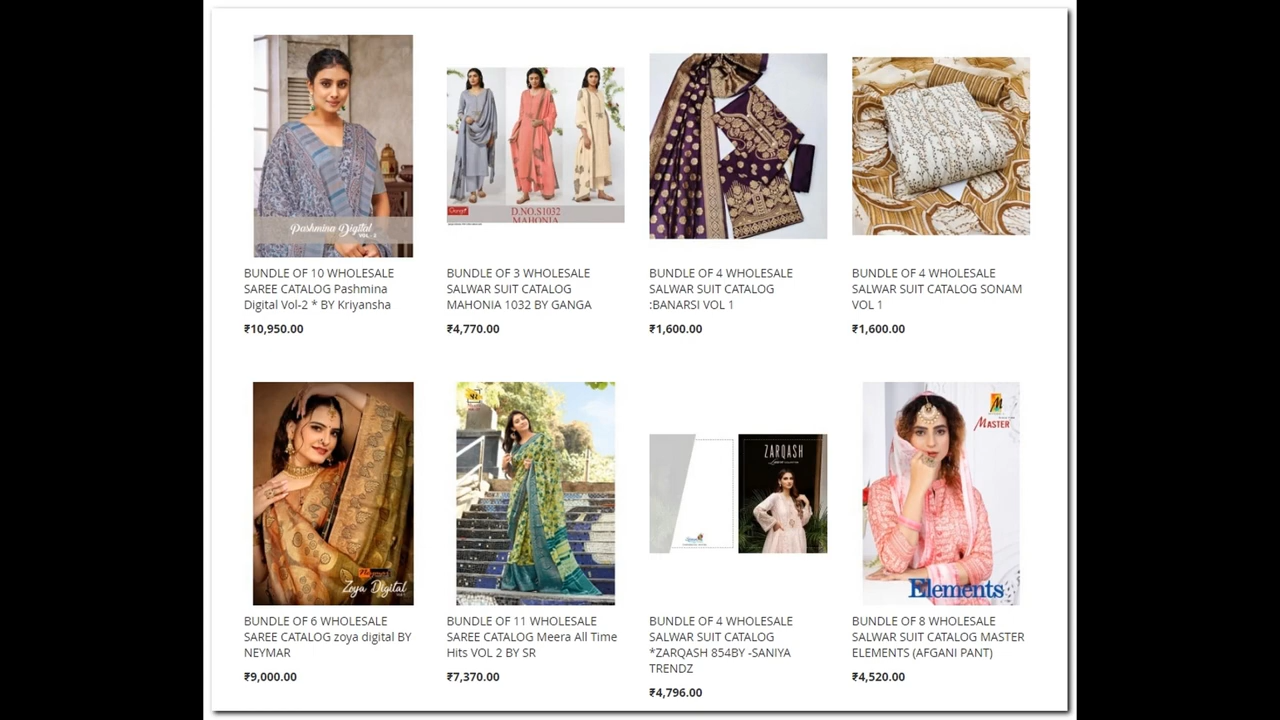 Pashmina Digital
VOL - 2
Ganga
D.NO.S1032
MAHONIA
BUNDLE OF 10 WHOLESALE
SAREE CATALOG Pashmina
Digital Vol-2 * BY Kriyansha
₹10,950.00
BUNDLE OF 3 WHOLESALE
SALWAR SUIT CATALOG
MAHONIA 1032 BY GANGA
₹4,770.00
BUNDLE OF 4 WHOLESALE
SALWAR SUIT CATALOG
:BANARSI VOL 1
₹1,600.00
BUNDLE OF 4 WHOLESALE
SALWAR SUIT CATALOG SONAM
VOL 1
₹1,600.00
Zoya Digital
ZARQASH
MASTER
Elements
BUNDLE OF 6 WHOLESALE
SAREE CATALOG zoya digital BY
NEYMAR
₹9,000.00
BUNDLE OF 11 WHOLESALE
SAREE CATALOG Meera All Time
Hits VOL 2 BY SR
₹7,370.00
BUNDLE OF 4 WHOLESALE
SALWAR SUIT CATALOG
*ZARQASH 854BY -SANIYA
TRENDZ
₹4,796.00
BUNDLE OF 8 WHOLESALE
SALWAR SUIT CATALOG MASTER
ELEMENTS (AFGANI PANT)
₹4,520.00